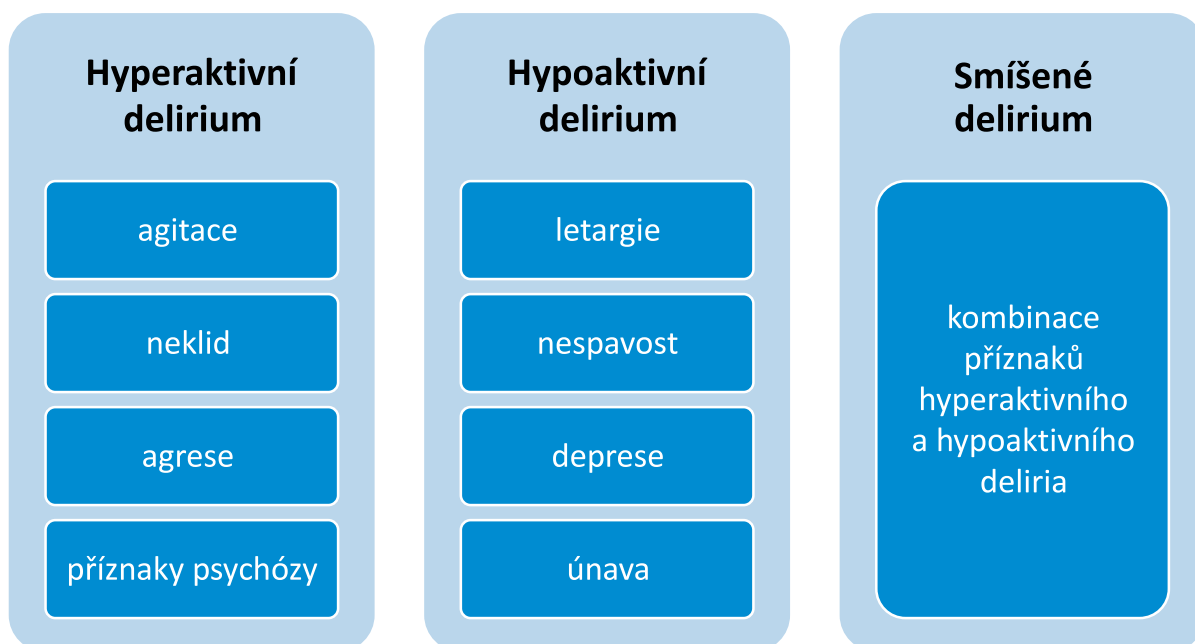 Hyperaktivní
delirium
agitace
neklid
agrese
příznaky psychózy
Hypoaktivní
delirium
letargie
nespavost
deprese
únava
Smíšené
delirium
kombinace
příznaků
hyperaktivního
a hypoaktivního
deliria